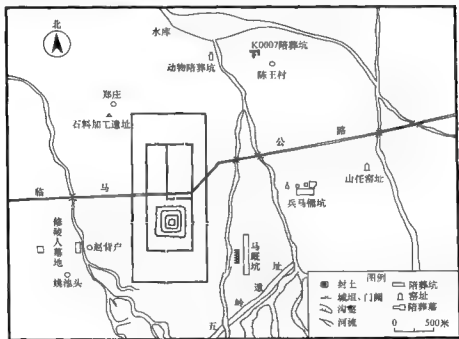 北
水库
K0007陪葬坑
动物陪葬坑
陈王村
郑庄
石料加工遗址
临马公路
山任窑址
兵马俑坑
修陵人墓地
赵背户
姚池头
马厩坑
五岭遗址
图例
封土
陪葬坑
城垣、门阙
窑址
沟壑
陪葬墓
河流
0 500米